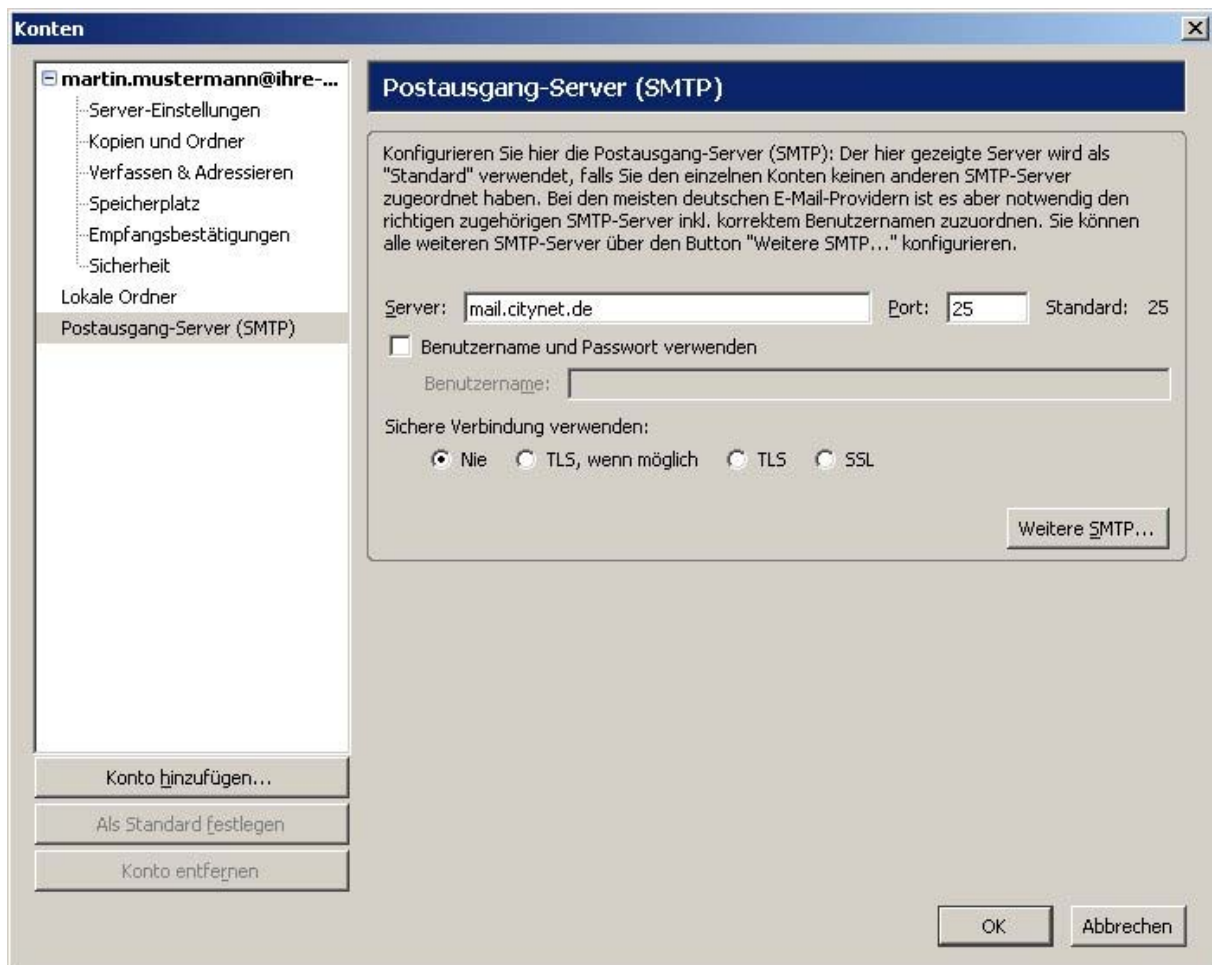 Konten
martin.mustermann@ihre-...
Server-Einstellungen
Kopien und Ordner
Verfassen & Adressieren
Speicherplatz
Empfangsbestätigungen
Sicherheit
Lokale Ordner
Postausgang-Server (SMTP)
Konto hinzufügen...
Als Standard festlegen
Konto entfernen
Postausgang-Server (SMTP)
Konfigurieren Sie hier die Postausgang-Server (SMTP): Der hier gezeigte Server wird als
"Standard" verwendet, falls Sie den einzelnen Konten keinen anderen SMTP-Server
zugeordnet haben. Bei den meisten deutschen E-Mail-Providern ist es aber notwendig den
richtigen zugehörigen SMTP-Server inkl. korrektem Benutzernamen zuzuordnen. Sie können
alle weiteren SMTP-Server über den Button "Weitere SMTP..." konfigurieren.
Server: mail.citynet.de Port: 25 Standard: 25
Benutzername und Passwort verwenden
Benutzername:
Sichere Verbindung verwenden:
Nie TLS, wenn möglich TLS SSL
Weitere SMTP...
OK Abbrechen